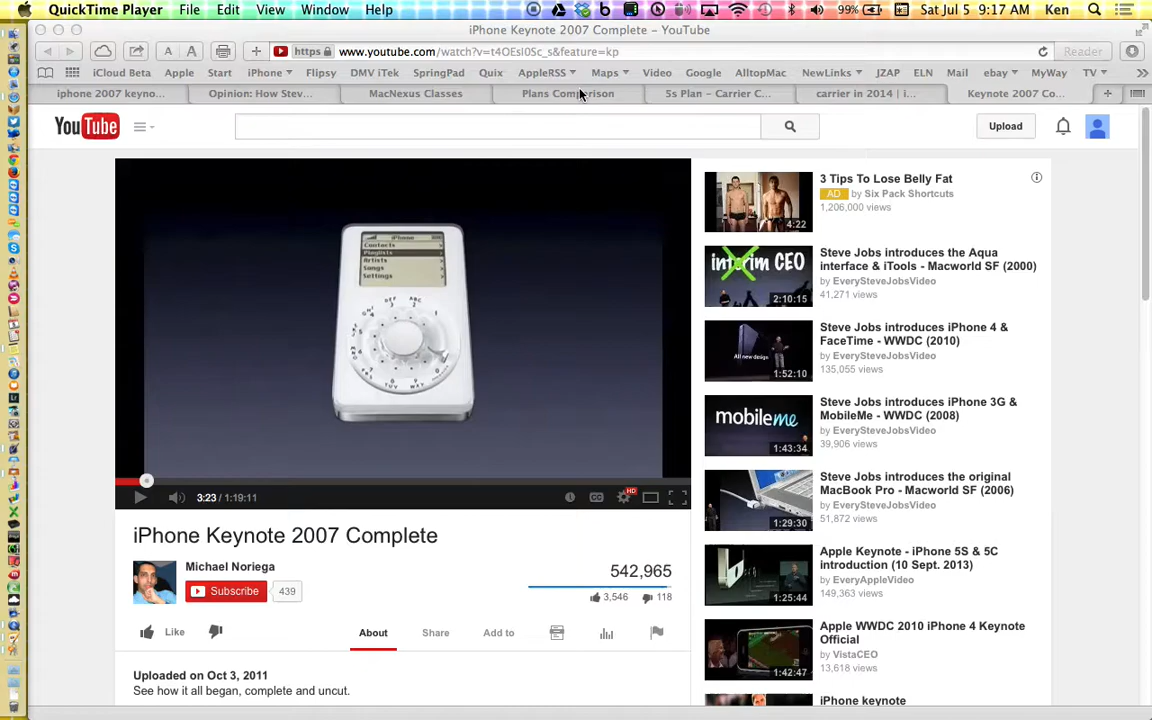 QuickTime Player File Edit View Window Help 99% Sat Jul 5 9:17 AM Ken
iPhone Keynote 2007 Complete – YouTube
https www.youtube.com/watch?v=t4OEsI0Sc_s&feature=kp Reader
iCloud Beta Apple Start iPhone Flipsy DMV iTek SpringPad Quix AppleRSS Maps Video Google AlltopMac NewLinks JZAP ELN Mail ebay MyWay TV
iphone 2007 keyno... Opinion: How Stev... MacNexus Classes Plans Comparison 5s Plan – Carrier C... carrier in 2014 | i... Keynote 2007 Co...
YouTube Upload
iPhone
Contacts
Playlists
Artists
Songs
Settings
3:23 / 1:19:11 CC HD
iPhone Keynote 2007 Complete
Michael Noriega
Subscribe 439
542,965
3,546 118
Like About Share Add to
Uploaded on Oct 3, 2011
See how it all began, complete and uncut.
3 Tips To Lose Belly Fat
AD by Six Pack Shortcuts
1,206,000 views
4:22
interim CEO
2:10:15
Steve Jobs introduces the Aqua
interface & iTools - Macworld SF (2000)
by EverySteveJobsVideo
41,271 views
All new design
1:52:10
Steve Jobs introduces iPhone 4 &
FaceTime - WWDC (2010)
by EverySteveJobsVideo
135,055 views
mobileme
1:43:34
Steve Jobs introduces iPhone 3G &
MobileMe - WWDC (2008)
by EverySteveJobsVideo
39,906 views
1:29:30
Steve Jobs introduces the original
MacBook Pro - Macworld SF (2006)
by EverySteveJobsVideo
51,872 views
1:25:44
Apple Keynote - iPhone 5S & 5C
introduction (10 Sept. 2013)
by EveryAppleVideo
149,363 views
1:42:47
Apple WWDC 2010 iPhone 4 Keynote
Official
by VistaCEO
13,618 views
iPhone keynote